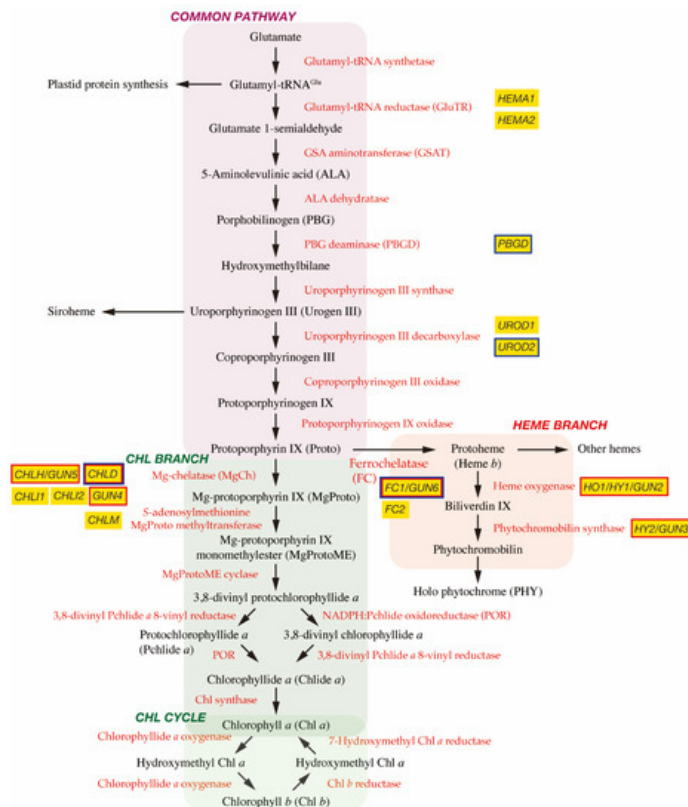 COMMON PATHWAY
Glutamate
Glutamyl-tRNA synthetase
Plastid protein synthesis
Glutamyl-tRNAGlu
Glutamyl-tRNA reductase (GluTR)
HEMA1
HEMA2
Glutamate 1-semialdehyde
GSA aminotransferase (GSAT)
5-Aminolevulinic acid (ALA)
ALA dehydratase
Porphobilinogen (PBG)
PBG deaminase (PBGD)
PBGD
Hydroxymethylbilane
Uroporphyrinogen III synthase
Siroheme
Uroporphyrinogen III (Urogen III)
Uroporphyrinogen III decarboxylase
UROD1
UROD2
Coproporphyrinogen III
Coproporphyrinogen III oxidase
Protoporphyrinogen IX
Protoporphyrinogen IX oxidase
HEME BRANCH
CHL BRANCH
Protoporphyrin IX (Proto)
Ferrochelatase
(FC)
Protoheme
(Heme b)
Other hemes
CHLH/GUN5
CHLD
Mg-chelatase (MgCh)
FC1/GUN6
Heme oxygenase
HO1/HY1/GUN2
CHLI1
CHLI2
GUN4
Mg-protoporphyrin IX (MgProto)
FC2
Biliverdin IX
CHLM
S-adenosylmethionine
MgProto methyltransferase
Phytochromobilin synthase
HY2/GUN3
Mg-protoporphyrin IX
monomethylester (MgProtoME)
Phytochromobilin
MgProtoME cyclase
Holo phytochrome (PHY)
3,8-divinyl protochlorophyllide a
3,8-divinyl Pchlide a 8-vinyl reductase
NADPH:Pchlide oxidoreductase (POR)
Protochlorophyllide a
(Pchlide a)
3,8-divinyl chlorophyllide a
POR
3,8-divinyl Pchlide a 8-vinyl reductase
Chlorophyllide a (Chlide a)
Chl synthase
CHL CYCLE
Chlorophyll a (Chl a)
Chlorophyllide a oxygenase
7-Hydroxymethyl Chl a reductase
Hydroxymethyl Chl a
Hydroxymethyl Chl a
Chlorophyllide a oxygenase
Chl b reductase
Chlorophyll b (Chl b)